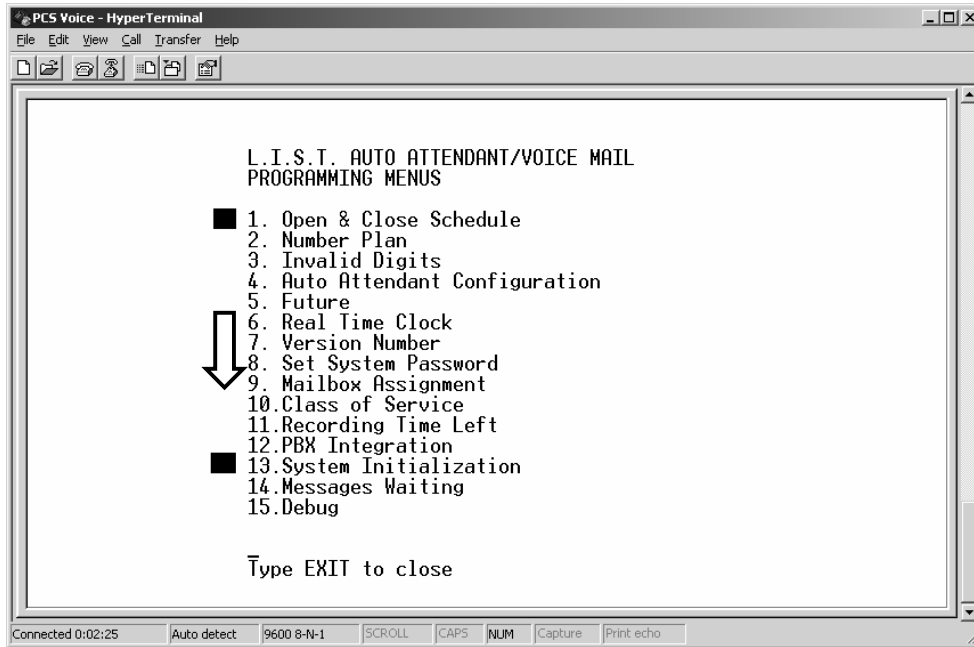 PCS Voice - HyperTerminal
File Edit View Call Transfer Help
L.I.S.T. AUTO ATTENDANT/VOICE MAIL
PROGRAMMING MENUS
1. Open & Close Schedule
2. Number Plan
3. Invalid Digits
4. Auto Attendant Configuration
5. Future
6. Real Time Clock
7. Version Number
8. Set System Password
9. Mailbox Assignment
10.Class of Service
11.Recording Time Left
12.PBX Integration
13.System Initialization
14.Messages Waiting
15.Debug
Type EXIT to close
Connected 0:02:25 Auto detect 9600 8-N-1 SCROLL CAPS NUM Capture Print echo